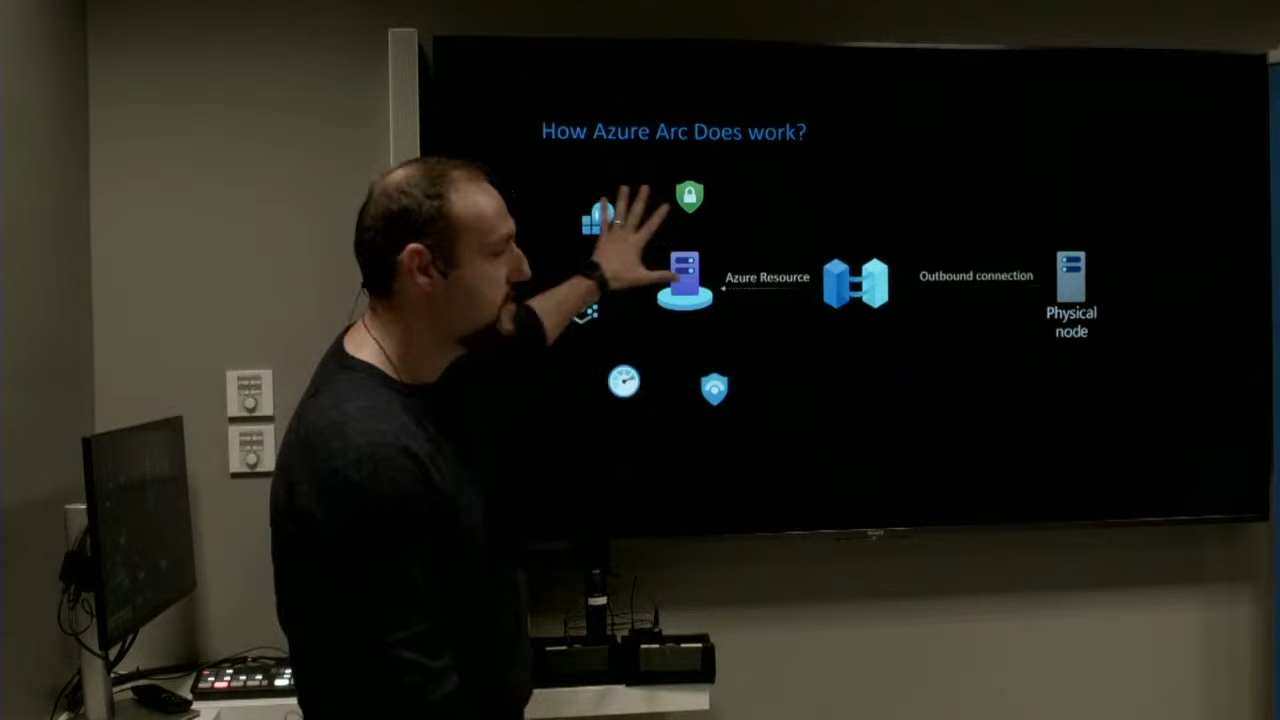 How Azure Arc Does work?
Azure Resource
Outbound connection
Physical
node